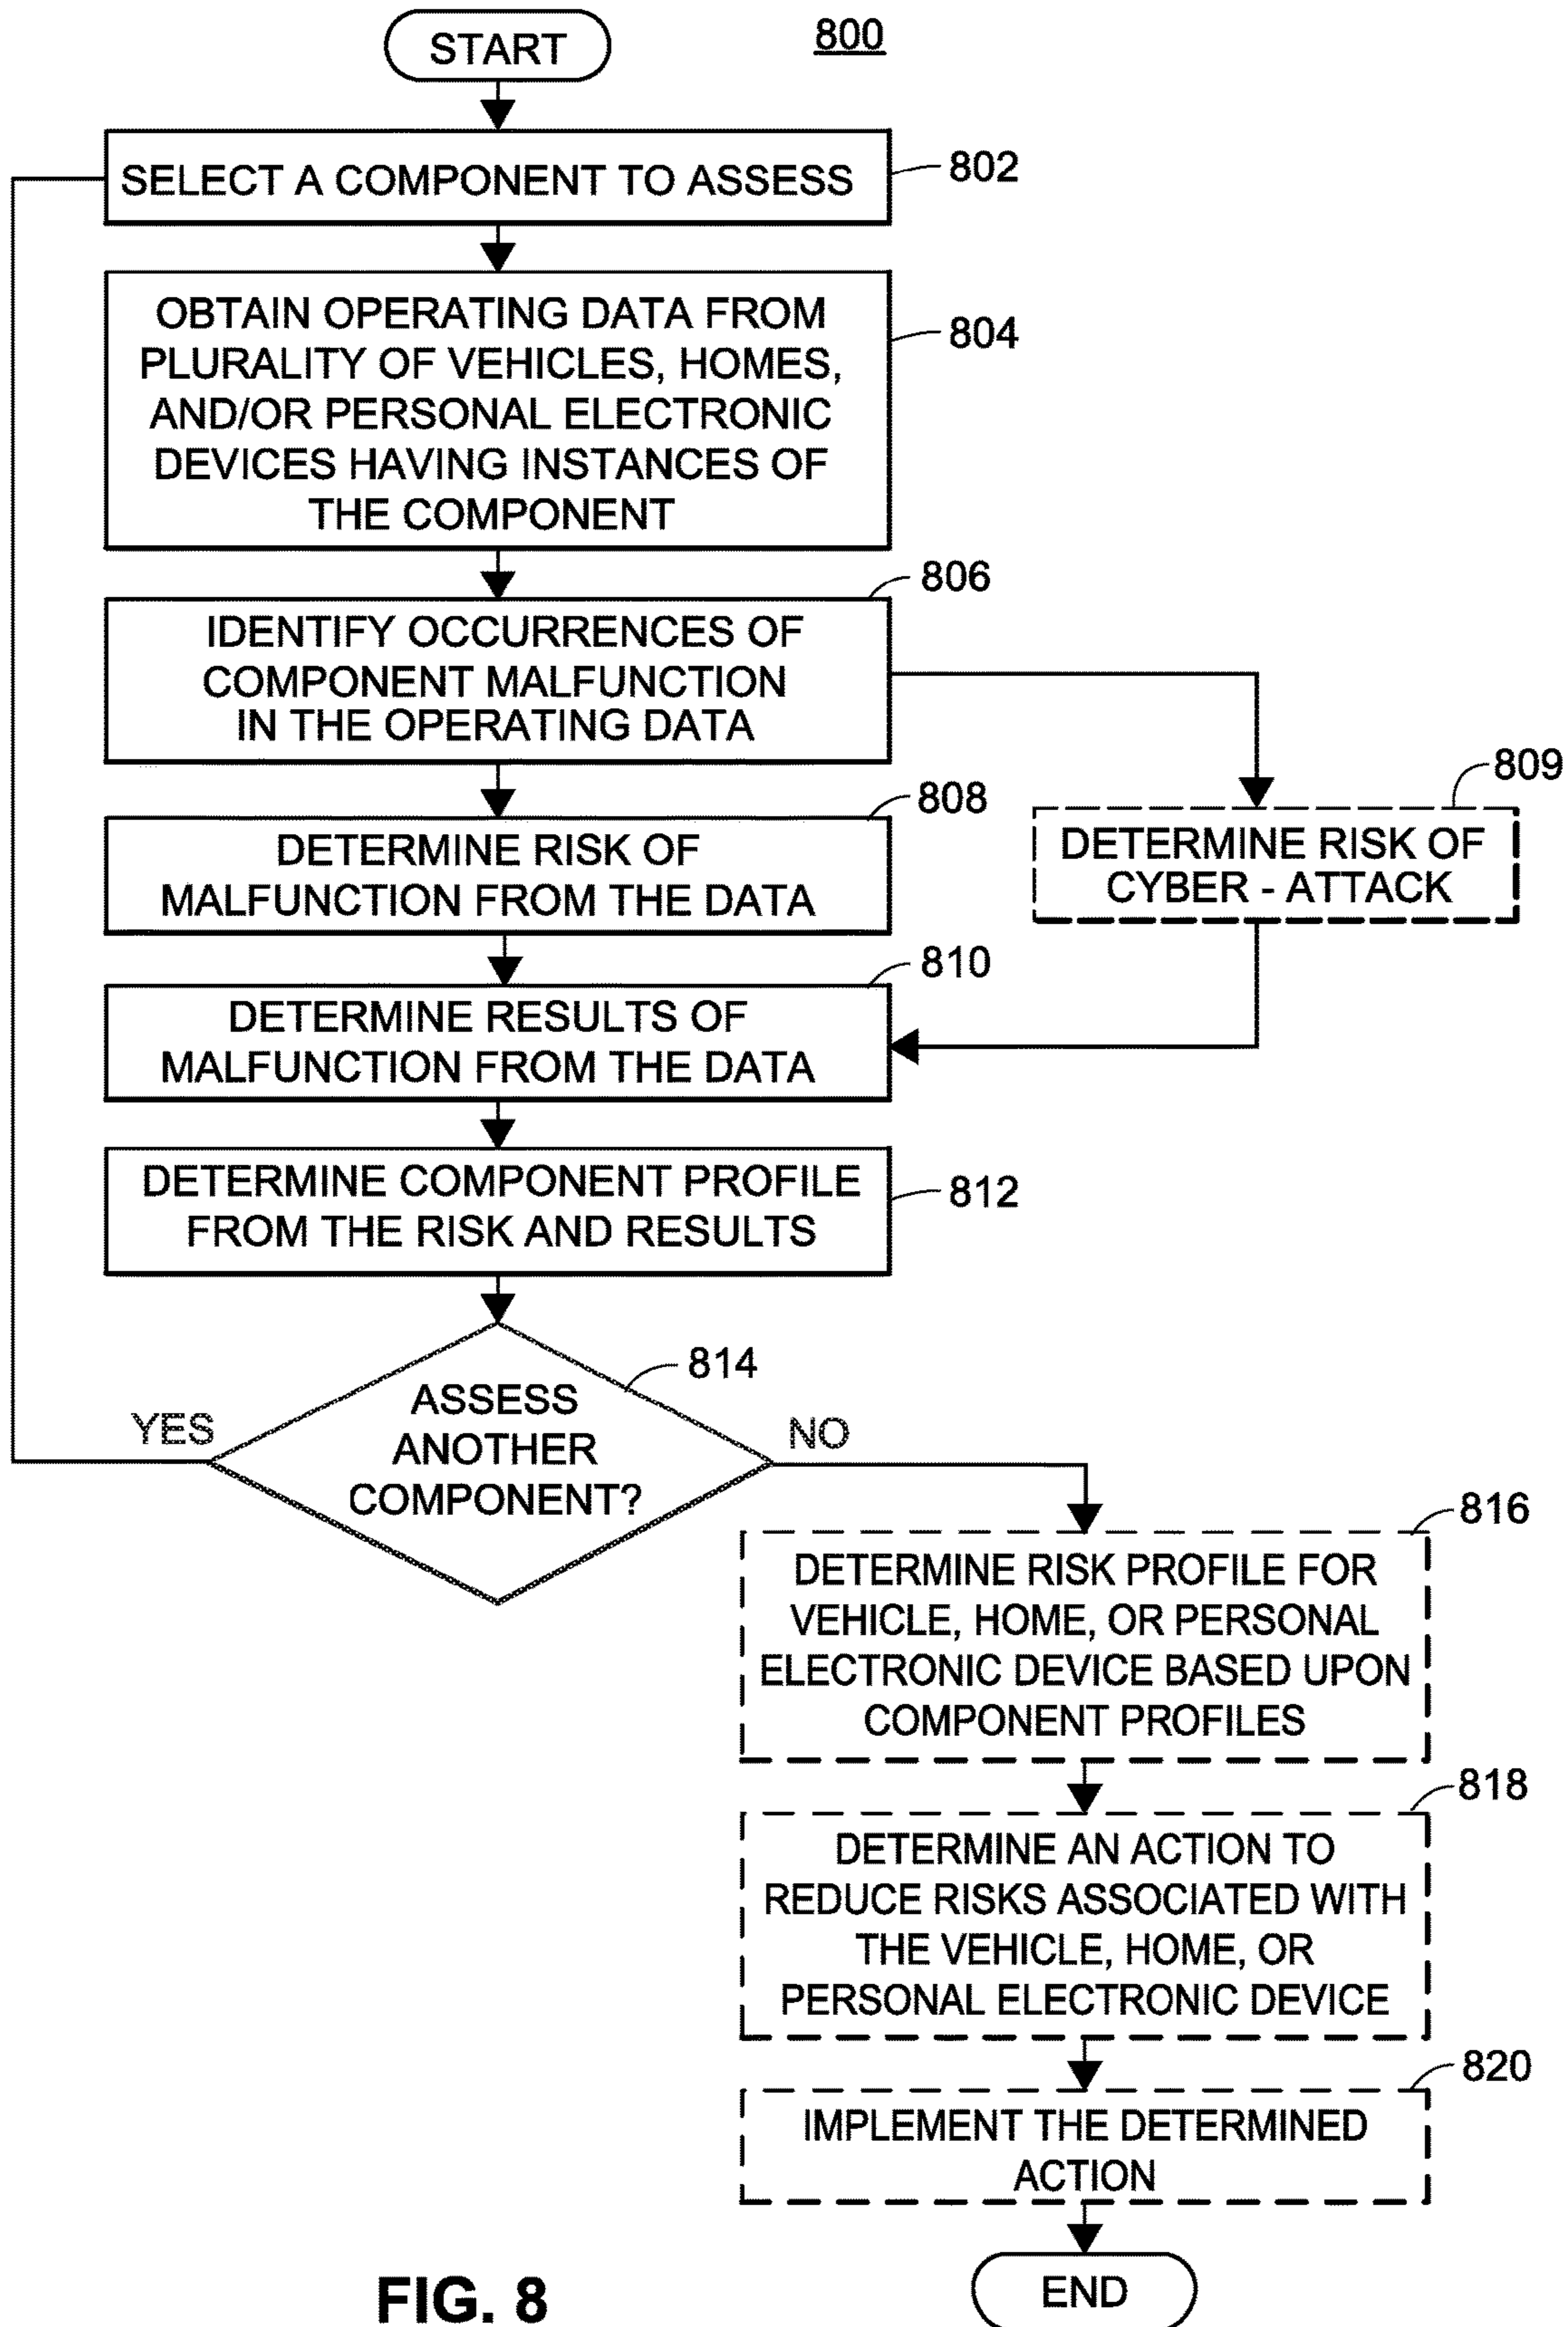 START
800
SELECT A COMPONENT TO ASSESS
802
OBTAIN OPERATING DATA FROM
PLURALITY OF VEHICLES, HOMES,
AND/OR PERSONAL ELECTRONIC
DEVICES HAVING INSTANCES OF
THE COMPONENT
804
IDENTIFY OCCURRENCES OF
COMPONENT MALFUNCTION
IN THE OPERATING DATA
806
DETERMINE RISK OF
MALFUNCTION FROM THE DATA
808
DETERMINE RISK OF
CYBER - ATTACK
809
DETERMINE RESULTS OF
MALFUNCTION FROM THE DATA
810
DETERMINE COMPONENT PROFILE
FROM THE RISK AND RESULTS
812
ASSESS
ANOTHER
COMPONENT?
814
YES
NO
DETERMINE RISK PROFILE FOR
VEHICLE, HOME, OR PERSONAL
ELECTRONIC DEVICE BASED UPON
COMPONENT PROFILES
816
DETERMINE AN ACTION TO
REDUCE RISKS ASSOCIATED WITH
THE VEHICLE, HOME, OR
PERSONAL ELECTRONIC DEVICE
818
IMPLEMENT THE DETERMINED
ACTION
820
END
FIG. 8